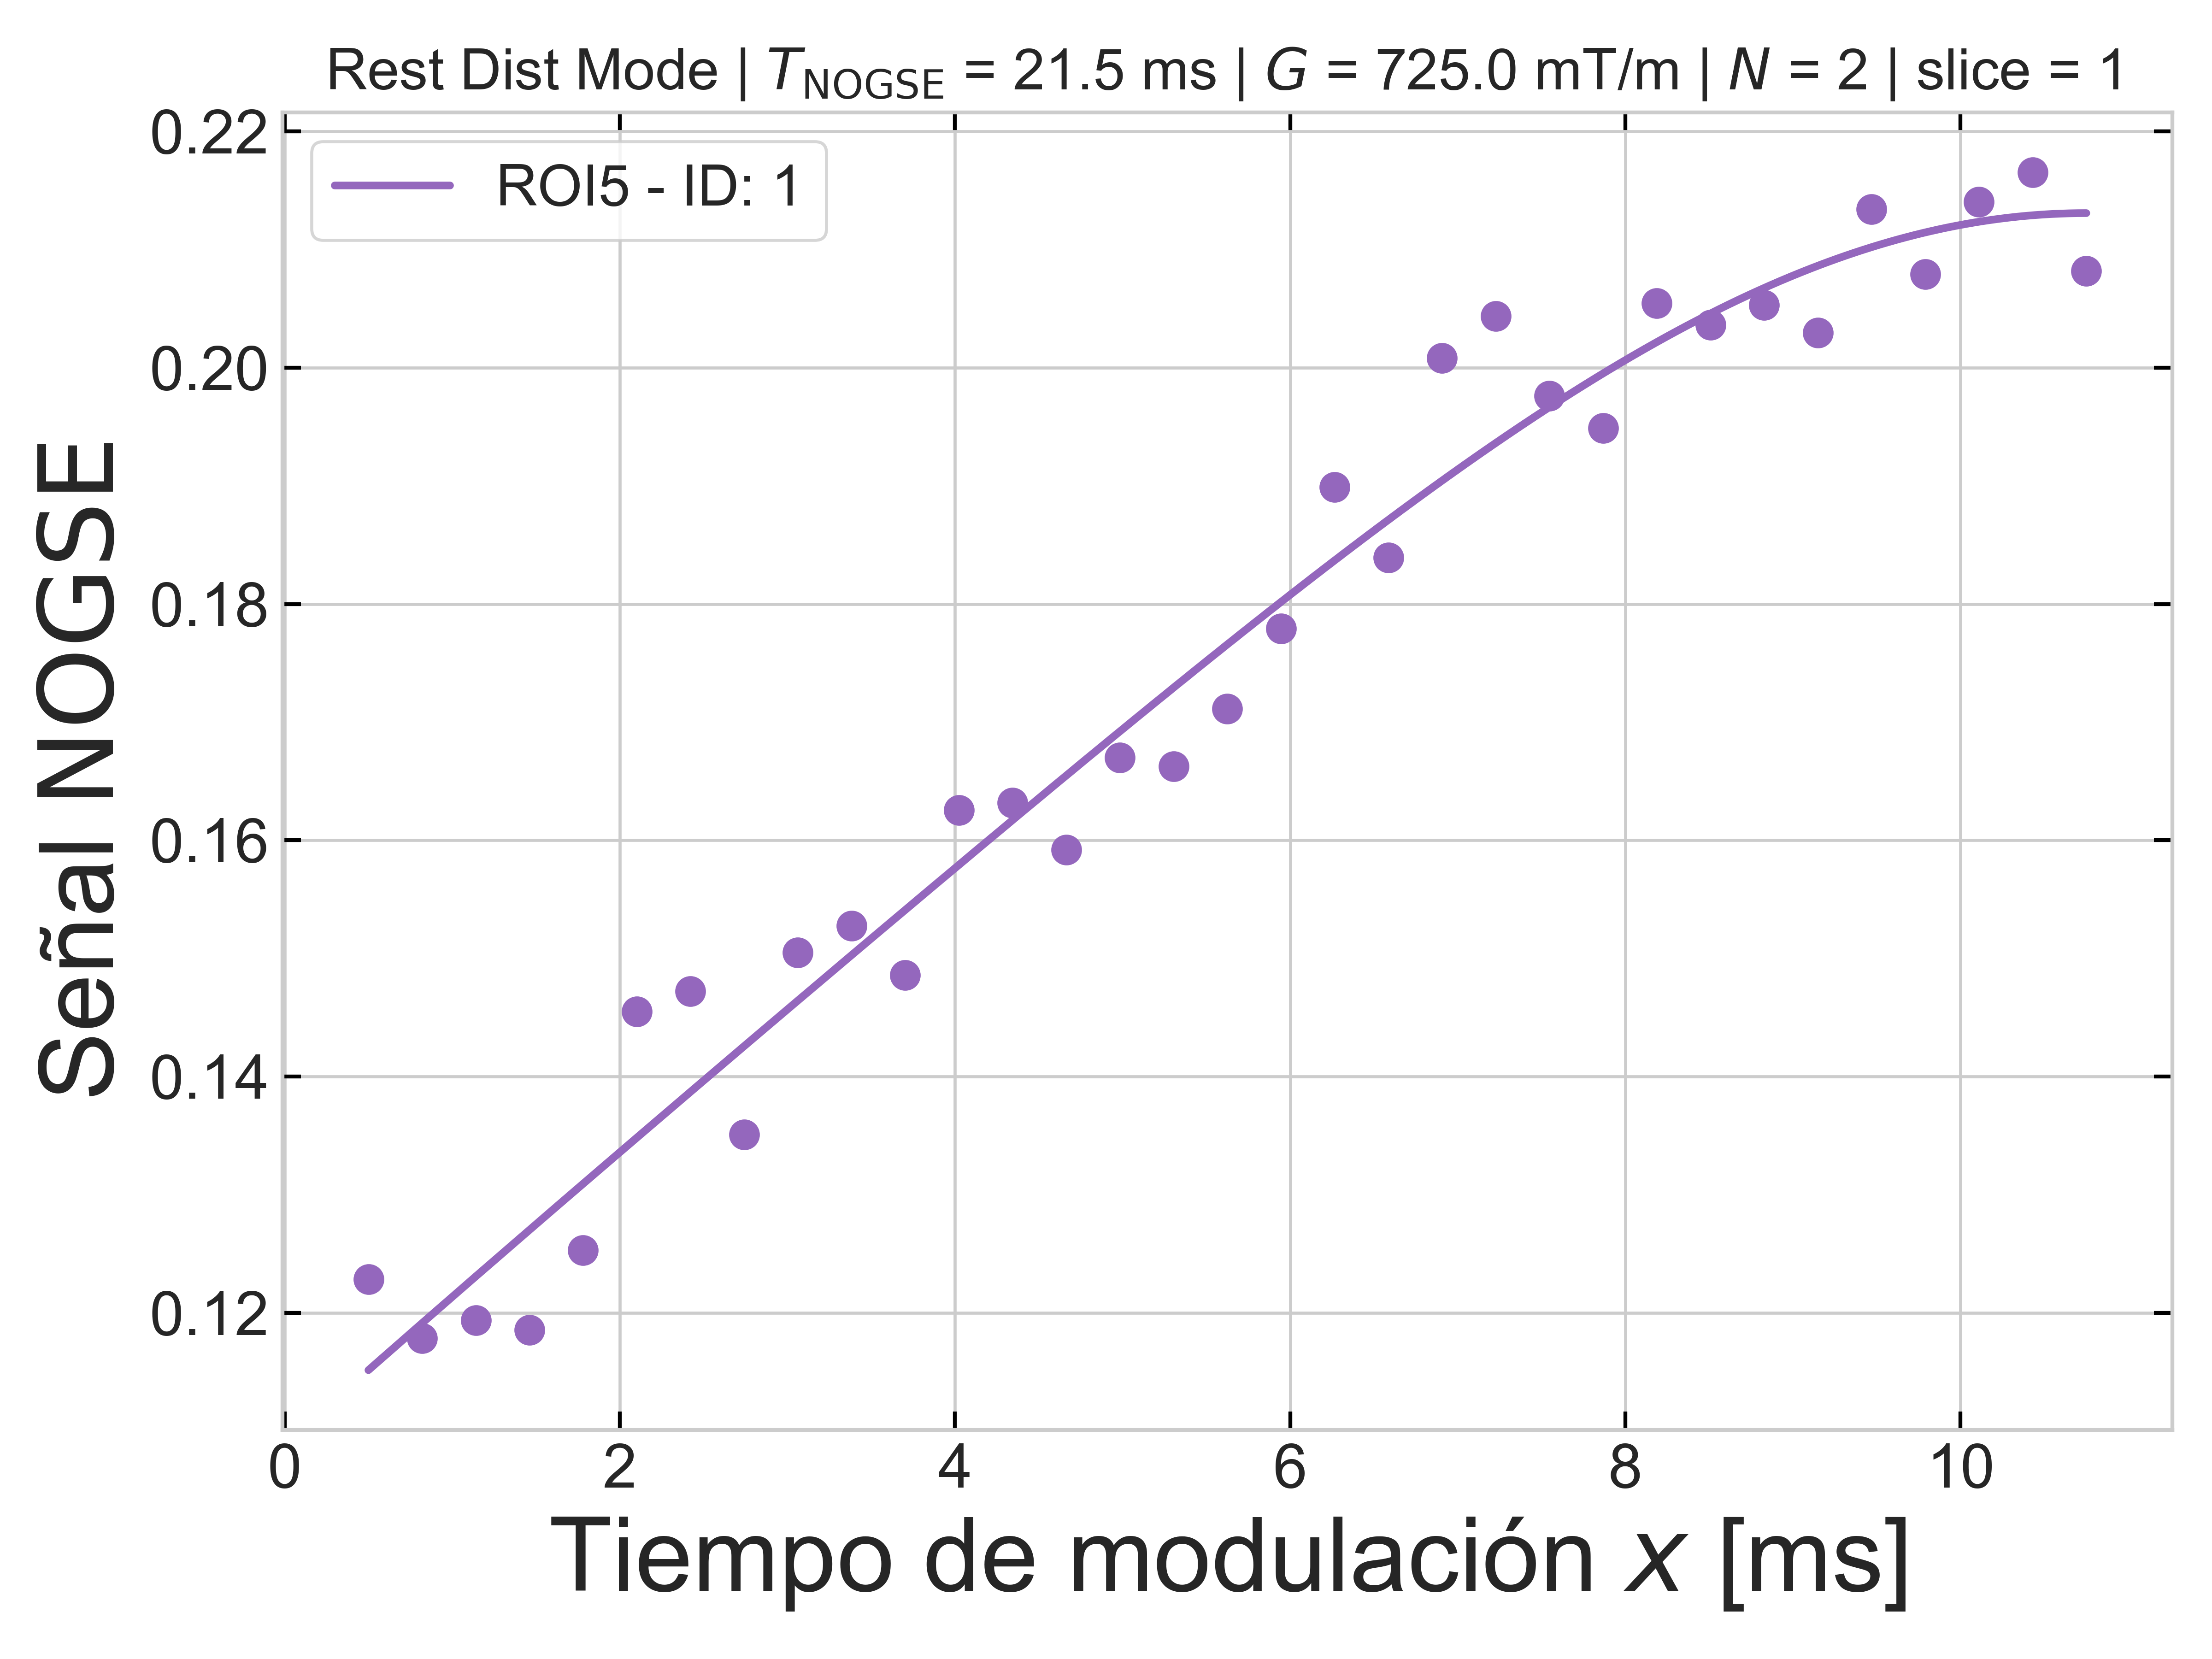 Rest Dist Mode | T_NOGSE = 21.5 ms | G = 725.0 mT/m | N = 2 | slice = 1
ROI5 - ID: 1
Señal NOGSE
0.22
0.20
0.18
0.16
0.14
0.12
0 2 4 6 8 10
Tiempo de modulación x [ms]